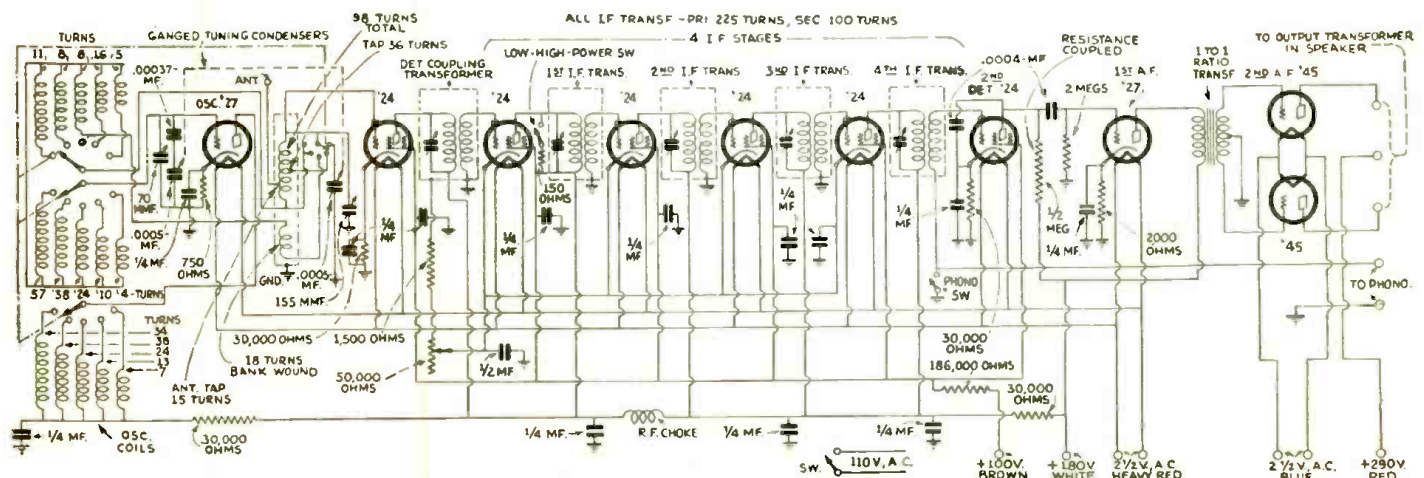 ALL I F TRANSF - PRI 225 TURNS, SEC 100 TURNS
4 I F STAGES
98 TURNS
TOTAL
TAP 36 TURNS
TURNS
11, 8, 8, 16, 5
GANGED TUNING CONDENSERS
.00037-
MF.
ANT
OSC. '27
DET COUPLING
TRANSFORMER
LOW-HIGH-POWER SW
1ST I.F. TRANS.
2ND I F TRANS
3RD I F TRANS.
4TH I.F. TRANS.
.0004-MF
2ND
DET '24
RESISTANCE
COUPLED
2 MEGS
1ST A.F.
'27.
1 TO 1
RATIO
TRANSF
2ND A.F '45
TO OUTPUT TRANSFORMER
IN SPEAKER
'24
'24
'24
'24
'24
70
MMF.
.0005
MF.
1/4 MF.
750
OHMS
GND.
.0005
MF.
155 MMF.
1/4
MF
150
OHMS
1/4
MF
1/4
MF
1/4
MF
1/4
MF
1/2
MEG
1/4 MF.
2000
OHMS
'45
PHONO
SW
TO PHONO.
57 '38 '24 '10 '4-TURNS
TURNS
34
38
24
13
7
ANT. TAP
15 TURNS
18 TURNS
BANK WOUND
30,000 OHMS
1,500 OHMS
50,000
OHMS
1/2 MF
30,000
OHMS
186,000 OHMS
30,000
OHMS
1/4 MF.
OSC.
COILS
30,000
OHMS
1/4 MF.
R.F. CHOKE
1/4 MF.
1/4 MF.
SW.
110 V, A.C.
+100V.
BROWN
+180V
WHITE
2 1/2 V, A.C
HEAVY RED
2 1/2 V, A.C.
BLUE
+290V.
RED